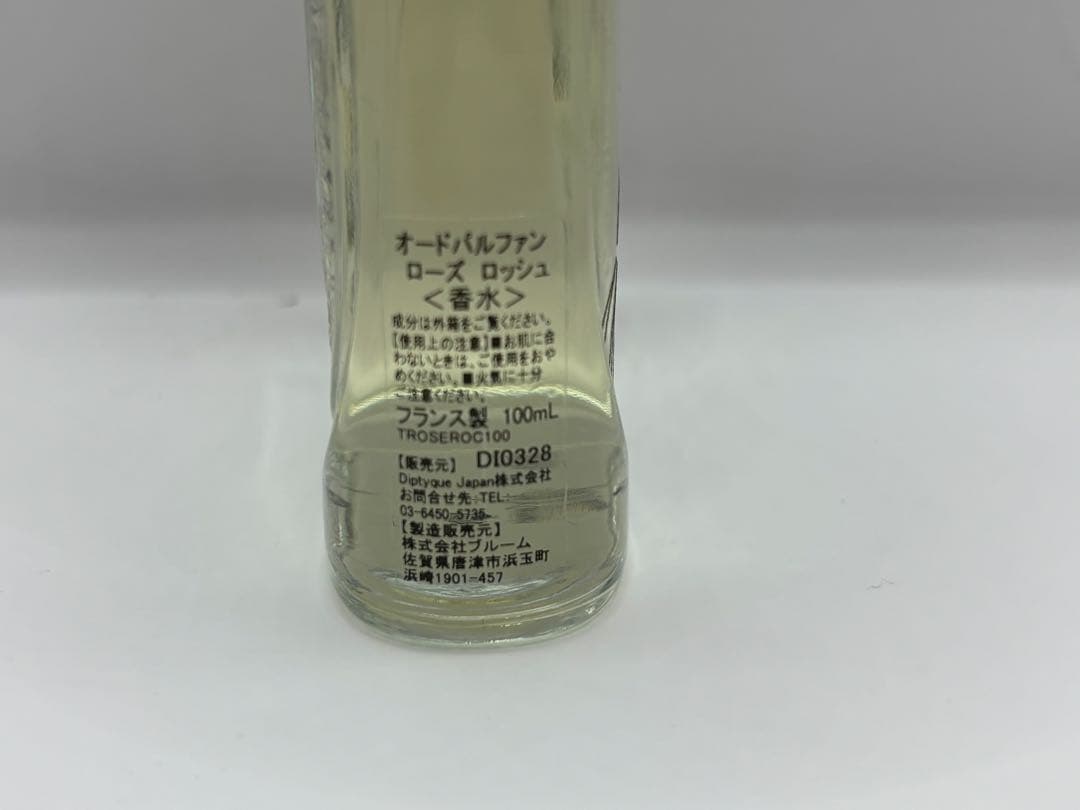 オードパルファン
ローズ ロッシュ
＜香水＞
成分は外箱をご覧ください。
【使用上の注意】■お肌に合
わないときは、ご使用をおや
めください。■火気に十分
ご注意ください。
フランス製 100mL
TROSEROC100
【販売元】 DI0328
Diptyque Japan株式会社
お問合せ先:TEL:
03-6450-5735
【製造販売元】
株式会社ブルーム
佐賀県唐津市浜玉町
浜崎1901-457